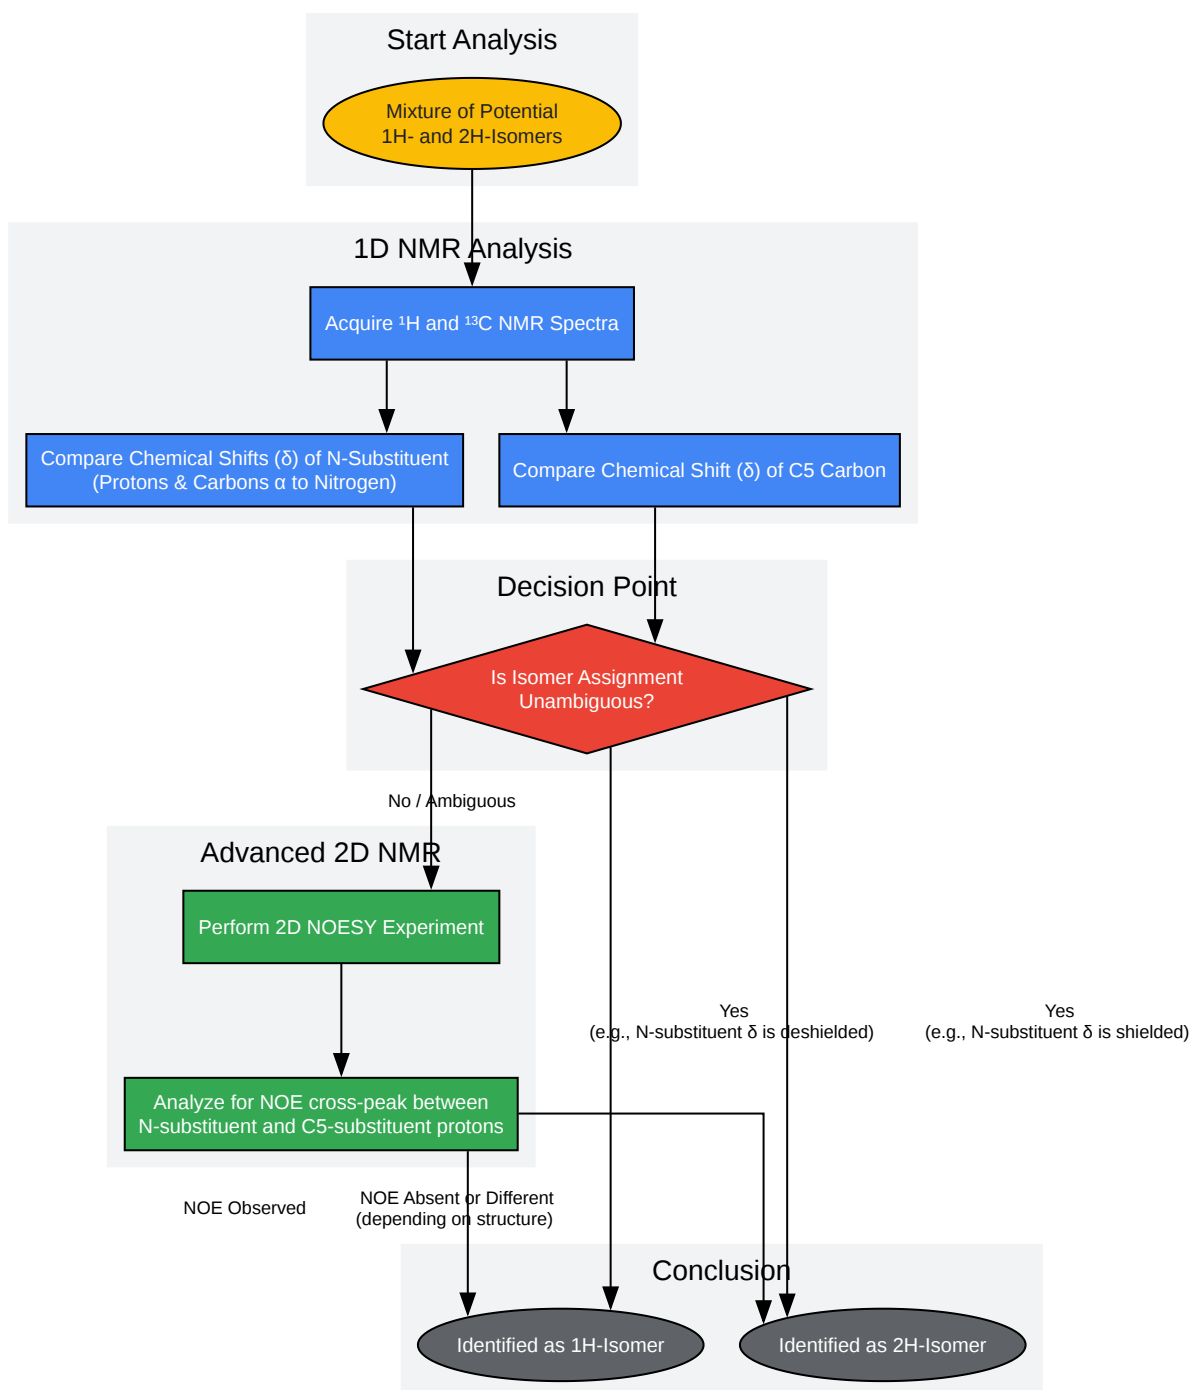 Start Analysis
Mixture of Potential
1H- and 2H-Isomers
1D NMR Analysis
Acquire ¹H and ¹³C NMR Spectra
Compare Chemical Shifts (δ) of N-Substituent
(Protons & Carbons α to Nitrogen)
Compare Chemical Shift (δ) of C5 Carbon
Decision Point
Is Isomer Assignment
Unambiguous?
No / Ambiguous
Advanced 2D NMR
Perform 2D NOESY Experiment
Yes
(e.g., N-substituent δ is deshielded)
Yes
(e.g., N-substituent δ is shielded)
Analyze for NOE cross-peak between
N-substituent and C5-substituent protons
NOE Observed
NOE Absent or Different
(depending on structure)
Conclusion
Identified as 1H-Isomer
Identified as 2H-Isomer